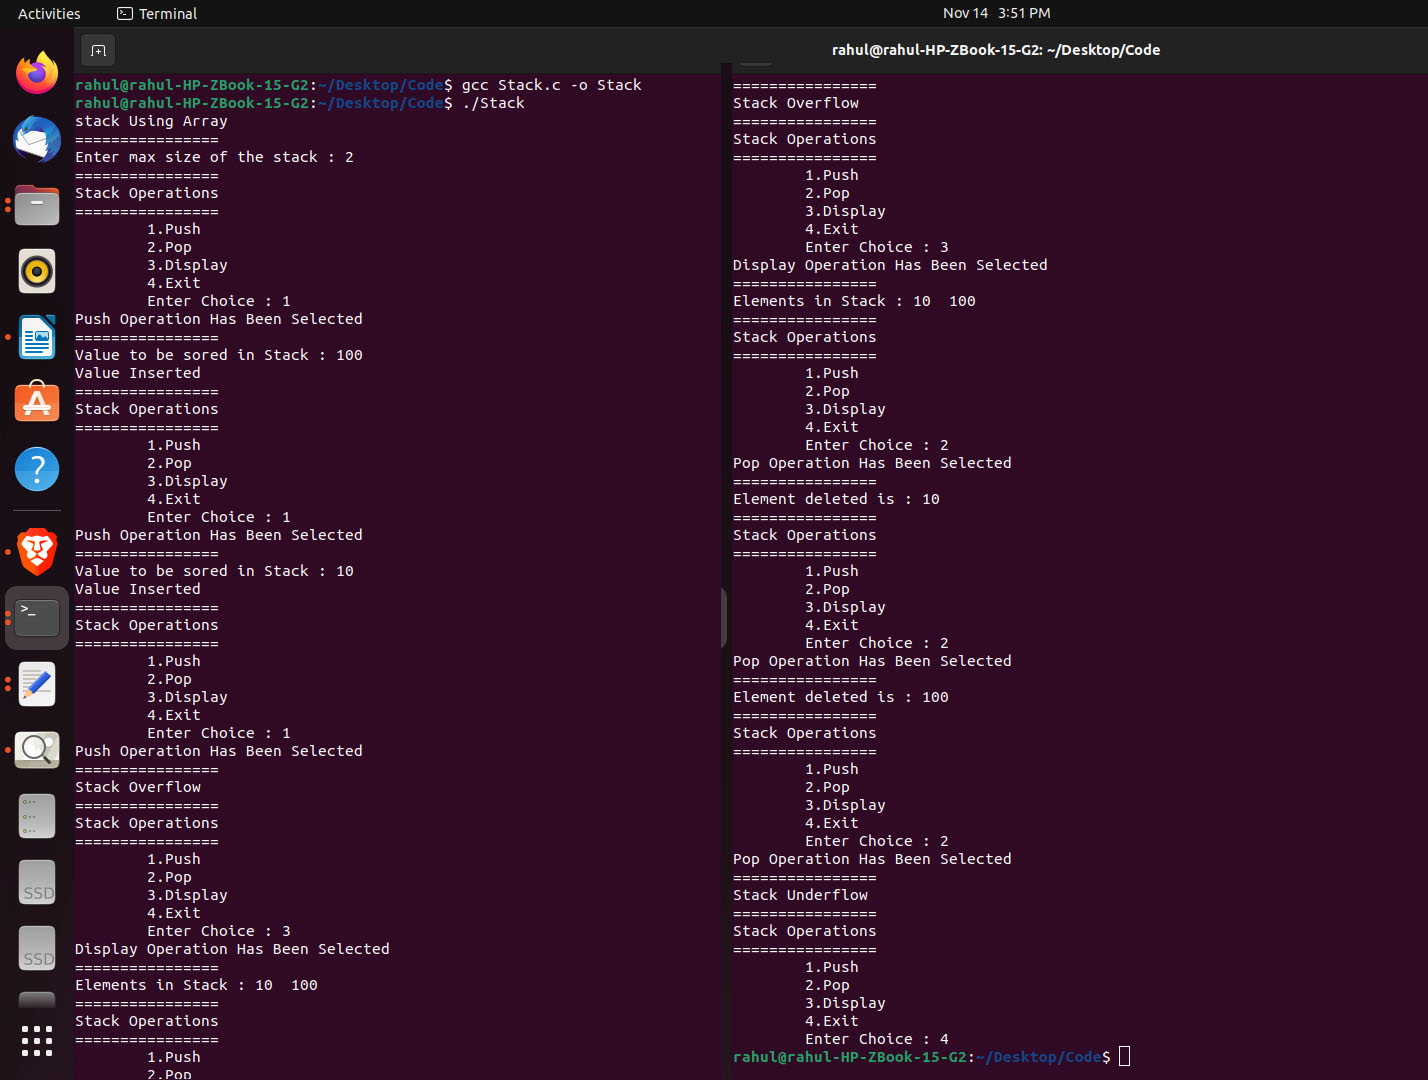 Activities
Terminal
Nov 14 3:51 PM
rahul@rahul-HP-ZBook-15-G2: ~/Desktop/Code
rahul@rahul-HP-ZBook-15-G2:~/Desktop/Code$ gcc Stack.c -o Stack
rahul@rahul-HP-ZBook-15-G2:~/Desktop/Code$ ./Stack
stack Using Array
================
Enter max size of the stack : 2
================
Stack Operations
================
1.Push
2.Pop
3.Display
4.Exit
Enter Choice : 1
Push Operation Has Been Selected
================
Value to be sored in Stack : 100
Value Inserted
================
Stack Operations
================
1.Push
2.Pop
3.Display
4.Exit
Enter Choice : 1
Push Operation Has Been Selected
================
Value to be sored in Stack : 10
Value Inserted
================
Stack Operations
================
1.Push
2.Pop
3.Display
4.Exit
Enter Choice : 1
Push Operation Has Been Selected
================
Stack Overflow
================
Stack Operations
================
1.Push
2.Pop
3.Display
4.Exit
Enter Choice : 3
Display Operation Has Been Selected
================
Elements in Stack : 10  100
================
Stack Operations
================
1.Push
2.Pop
================
Stack Overflow
================
Stack Operations
================
1.Push
2.Pop
3.Display
4.Exit
Enter Choice : 3
Display Operation Has Been Selected
================
Elements in Stack : 10  100
================
Stack Operations
================
1.Push
2.Pop
3.Display
4.Exit
Enter Choice : 2
Pop Operation Has Been Selected
================
Element deleted is : 10
================
Stack Operations
================
1.Push
2.Pop
3.Display
4.Exit
Enter Choice : 2
Pop Operation Has Been Selected
================
Element deleted is : 100
================
Stack Operations
================
1.Push
2.Pop
3.Display
4.Exit
Enter Choice : 2
Pop Operation Has Been Selected
================
Stack Underflow
================
Stack Operations
================
1.Push
2.Pop
3.Display
4.Exit
Enter Choice : 4
rahul@rahul-HP-ZBook-15-G2:~/Desktop/Code$
SSD
SSD